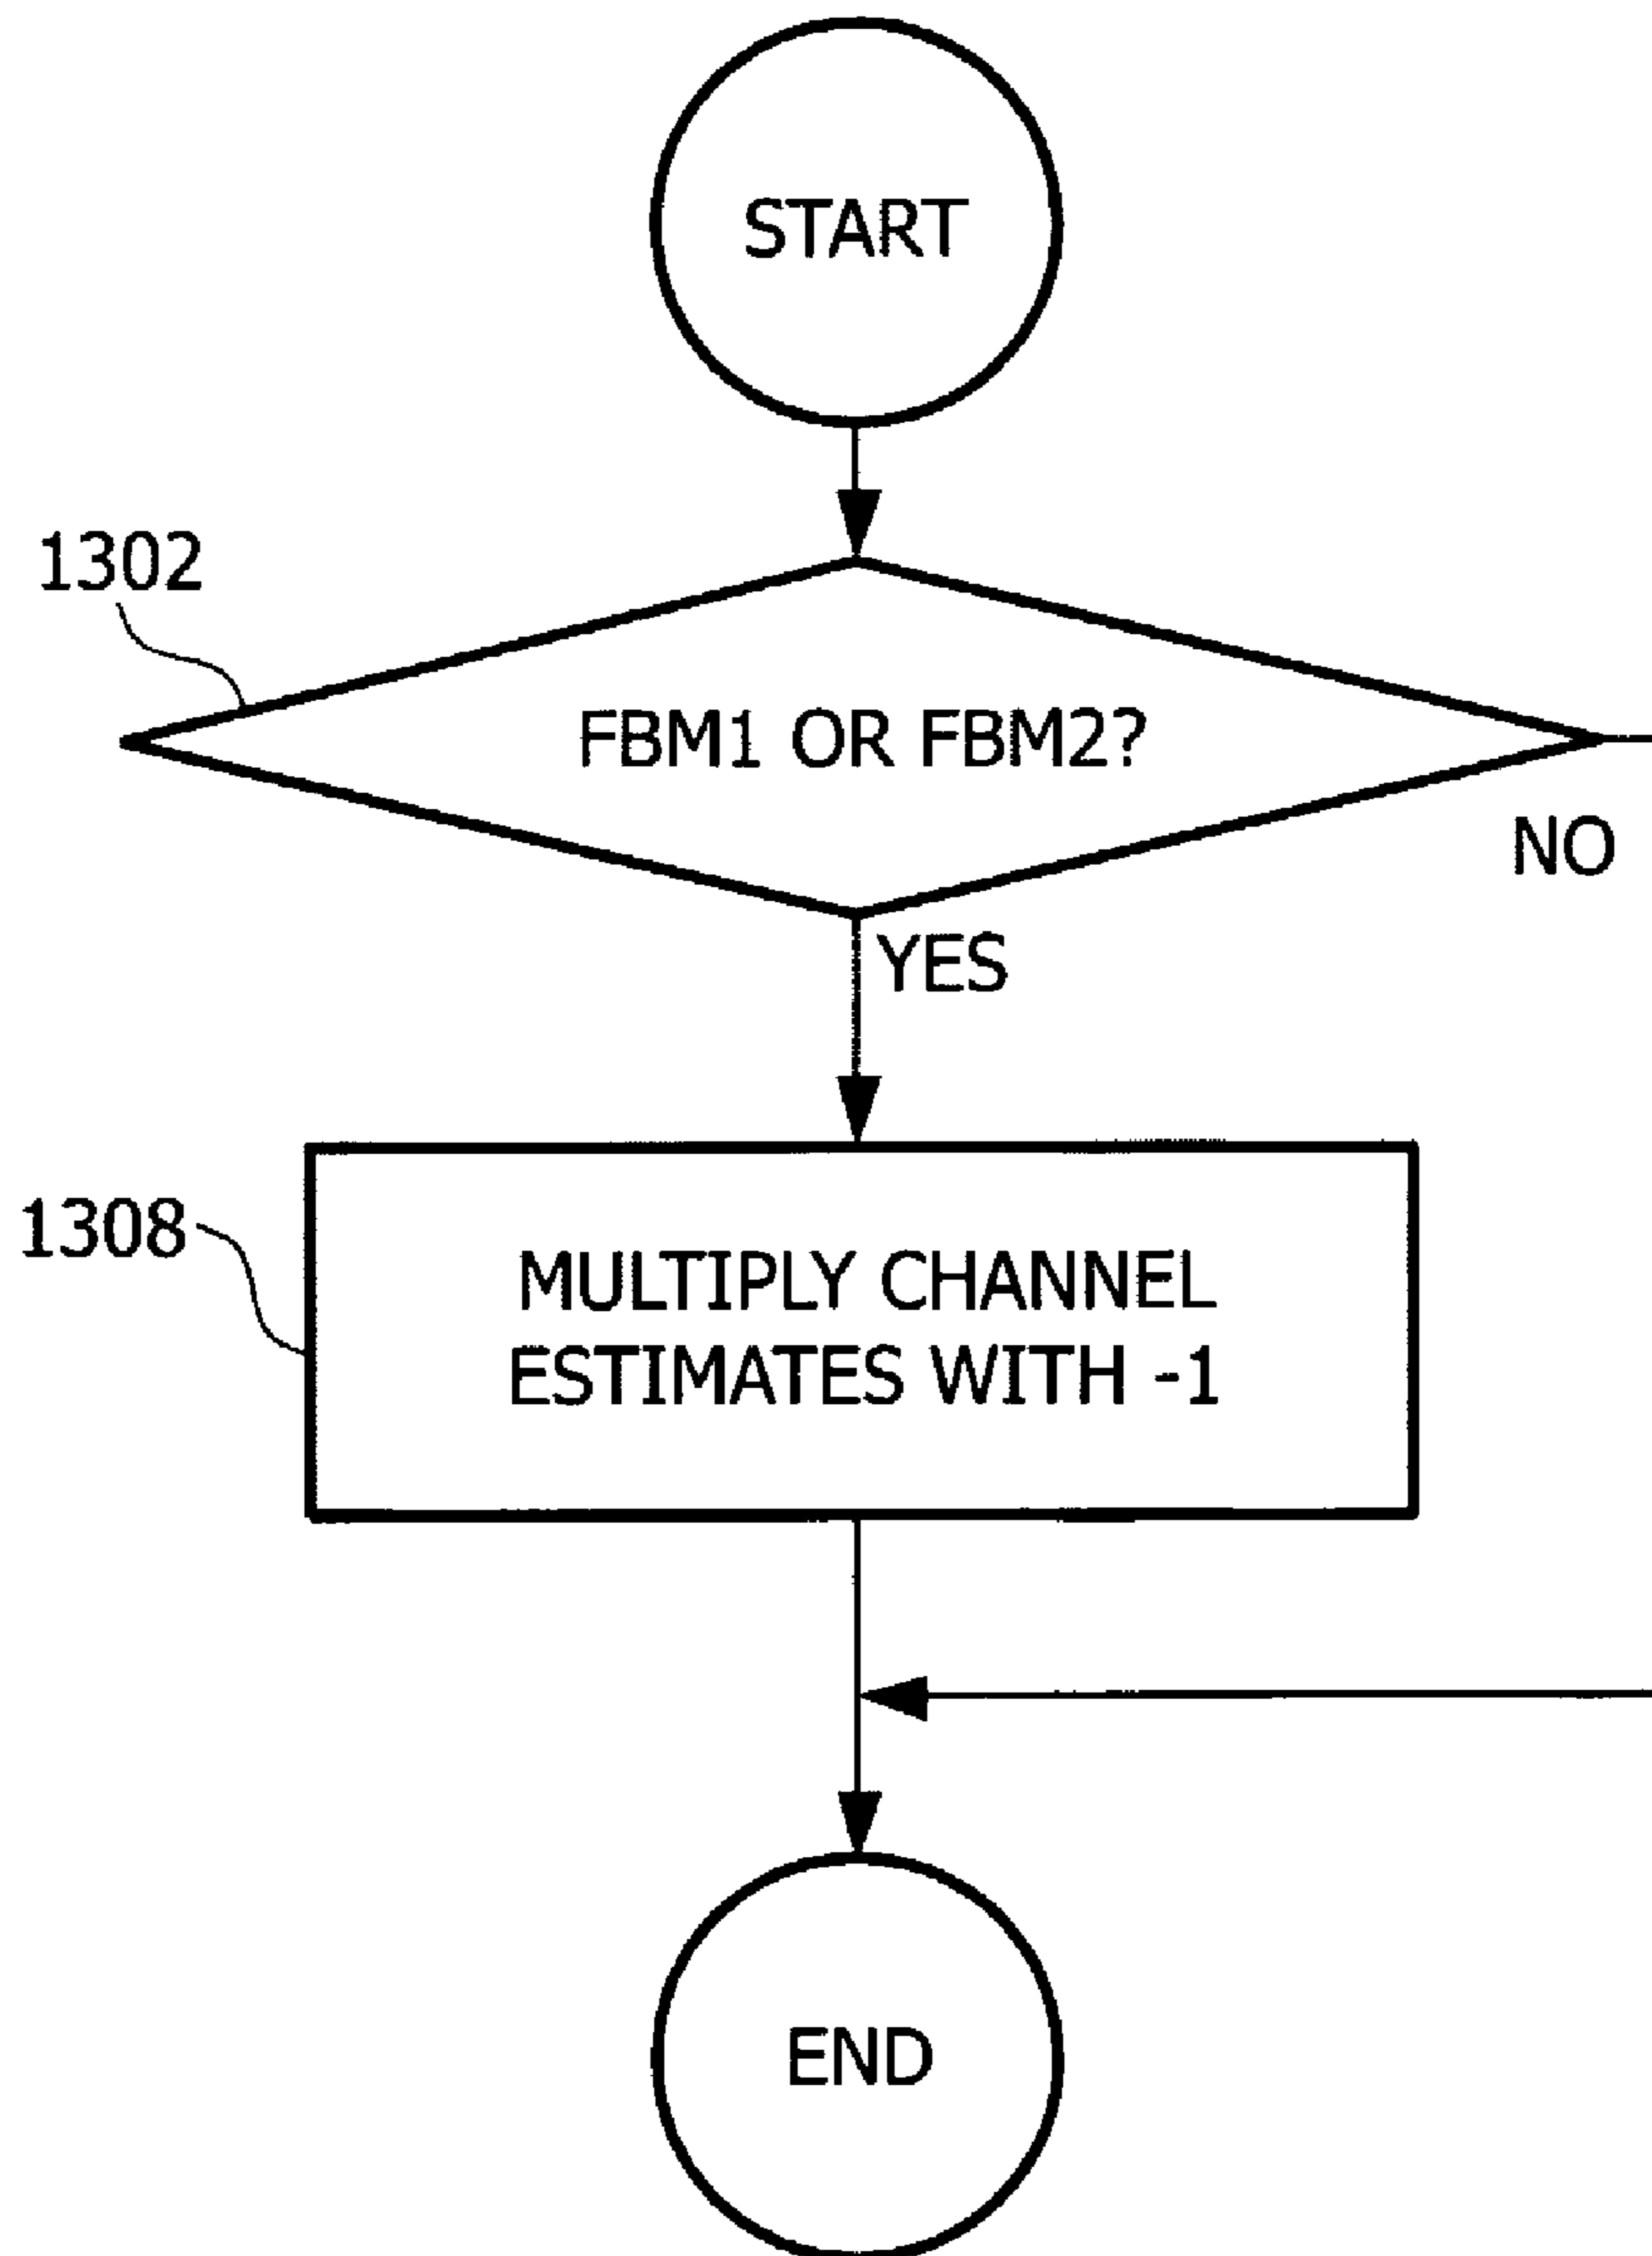 START
1302
FBM1 OR FBM2?
NO
YES
1308
MULTIPLY CHANNEL
ESTIMATES WITH -1
END